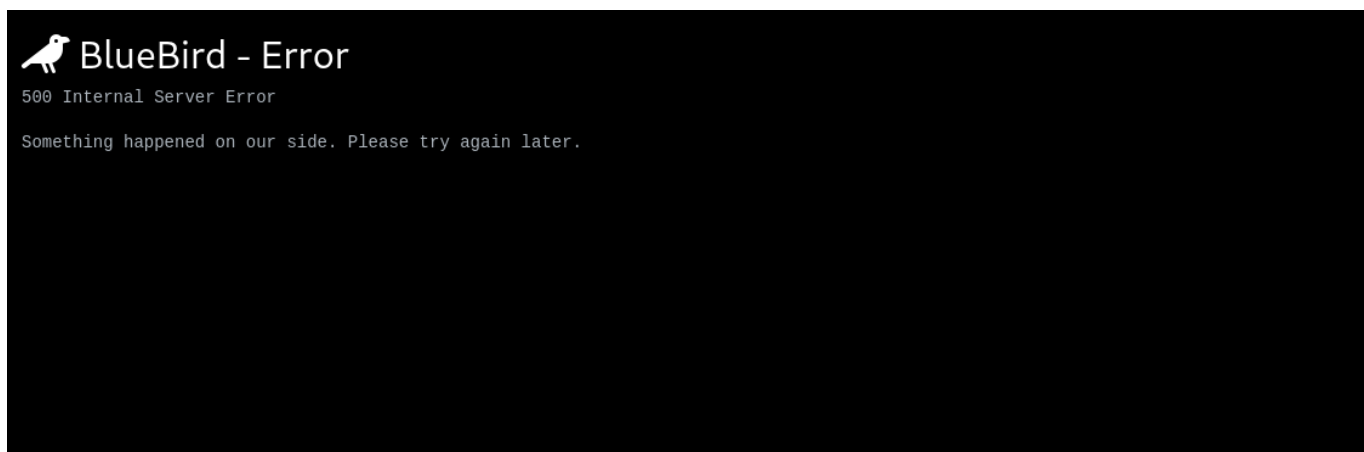 BlueBird - Error
500 Internal Server Error
Something happened on our side. Please try again later.